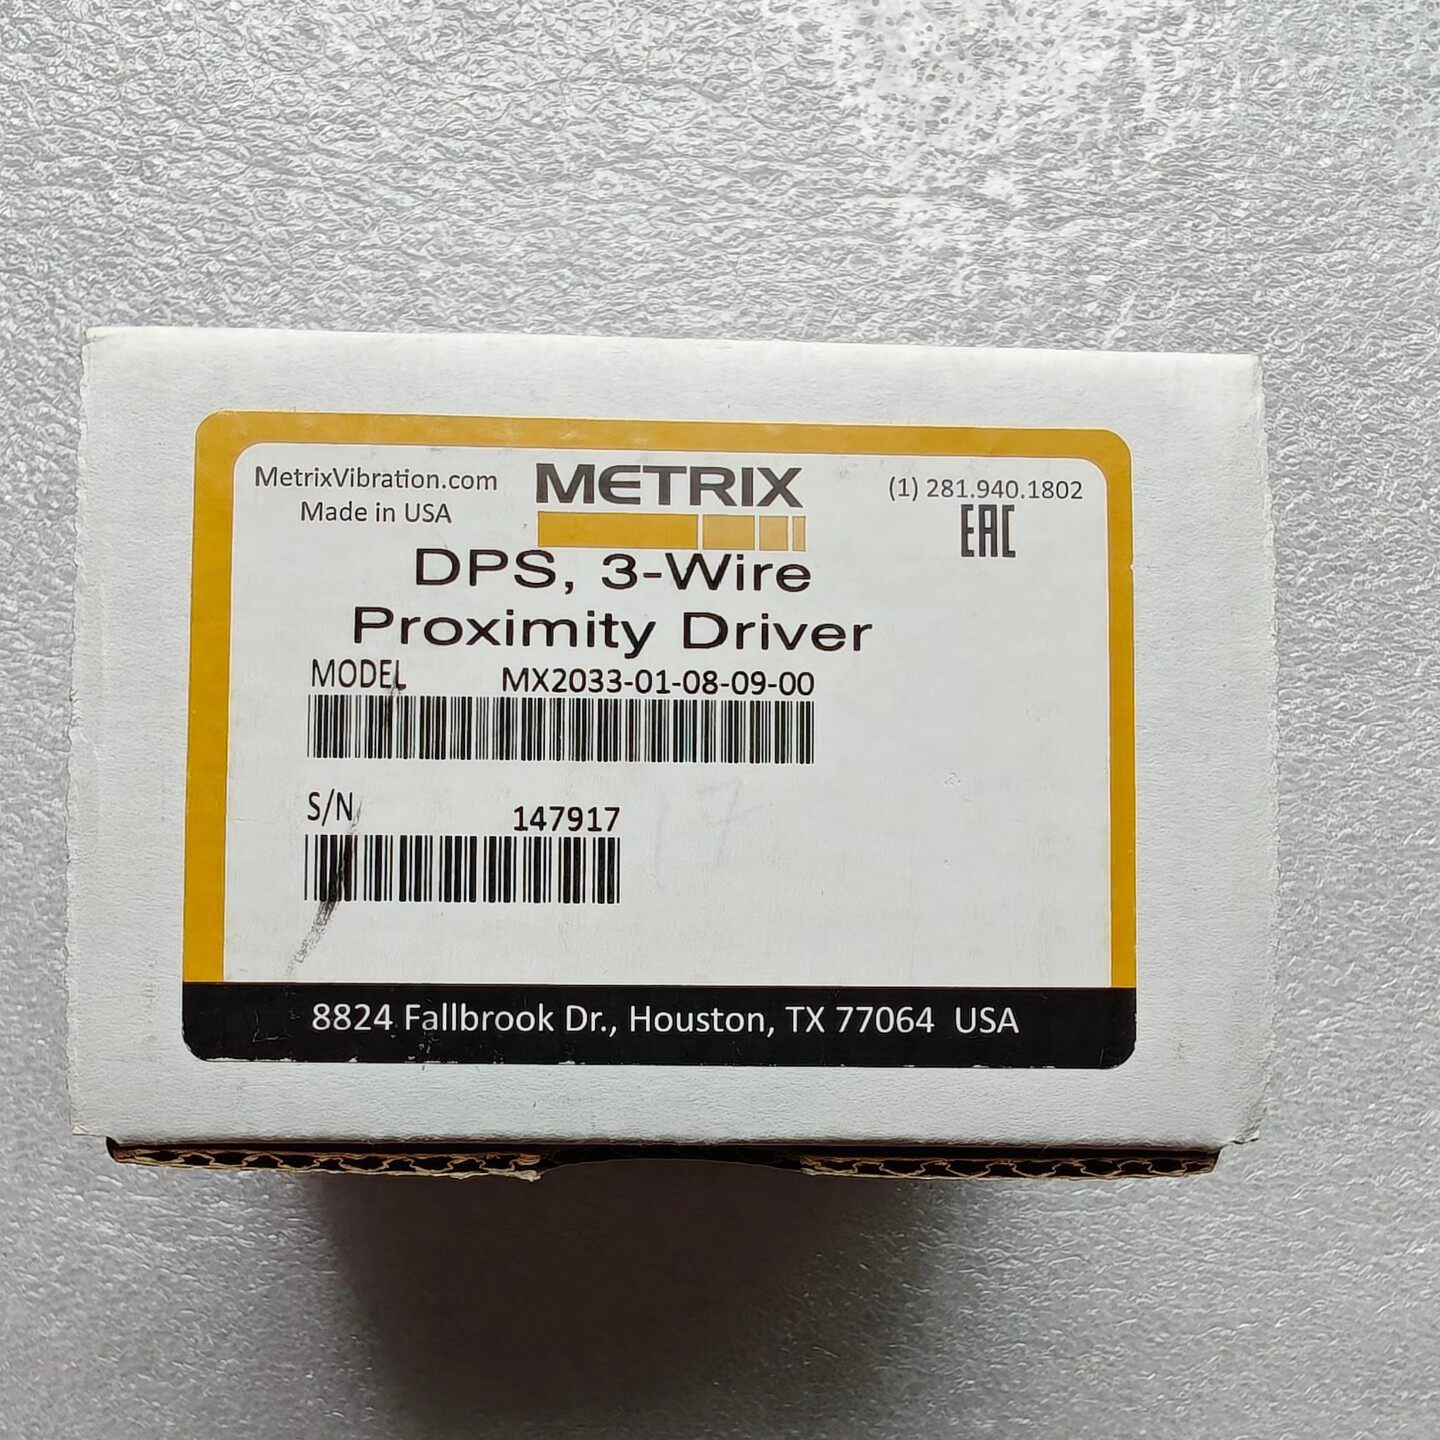 MetrixVibration.com
Made in USA
METRIX
(1) 281.940.1802
EAC
DPS, 3-Wire
Proximity Driver
MODEL MX2033-01-08-09-00
S/N 147917
17
8824 Fallbrook Dr., Houston, TX 77064 USA